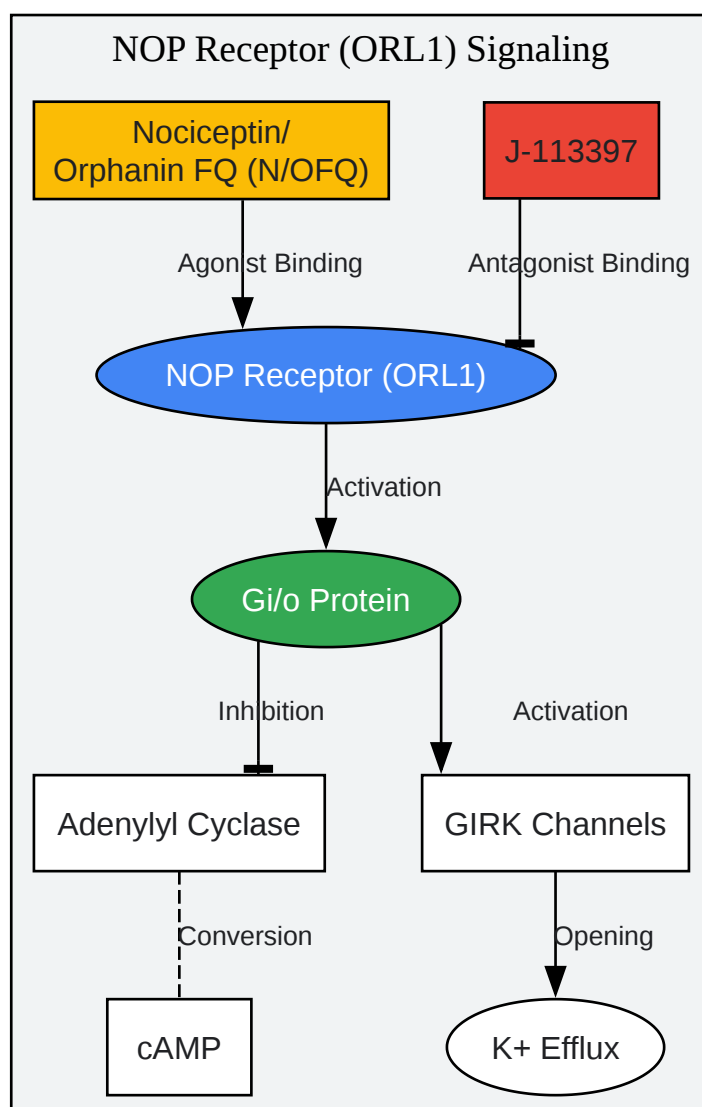 NOP Receptor (ORL1) Signaling
Nociceptin/
Orphanin FQ (N/OFQ)
J-113397
Agonist Binding
Antagonist Binding
NOP Receptor (ORL1)
Activation
Gi/o Protein
Inhibition
Activation
Adenylyl Cyclase
GIRK Channels
Conversion
Opening
cAMP
K+ Efflux